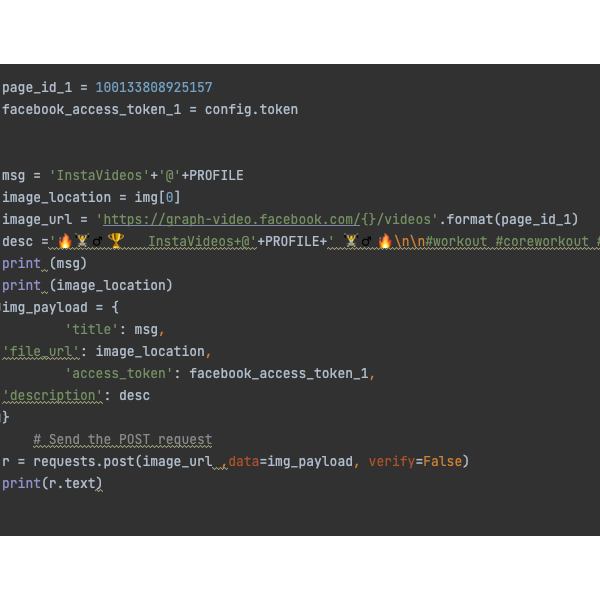 page_id_1 = 100133808925157
facebook_access_token_1 = config.token
msg = 'InstaVideos'+'@'+PROFILE
image_location = img[0]
image_url = 'https://graph-video.facebook.com/{}/videos'.format(page_id_1)
desc ='🔥🏋️♂🏆   InstaVideos+@'+PROFILE+' 🏋️♂🔥\n\n#workout #coreworkout #
print (msg)
print (image_location)
img_payload = {
        'title': msg,
'file_url': image_location,
        'access_token': facebook_access_token_1,
'description': desc
}
    # Send the POST request
r = requests.post(image_url ,data=img_payload, verify=False)
print(r.text)